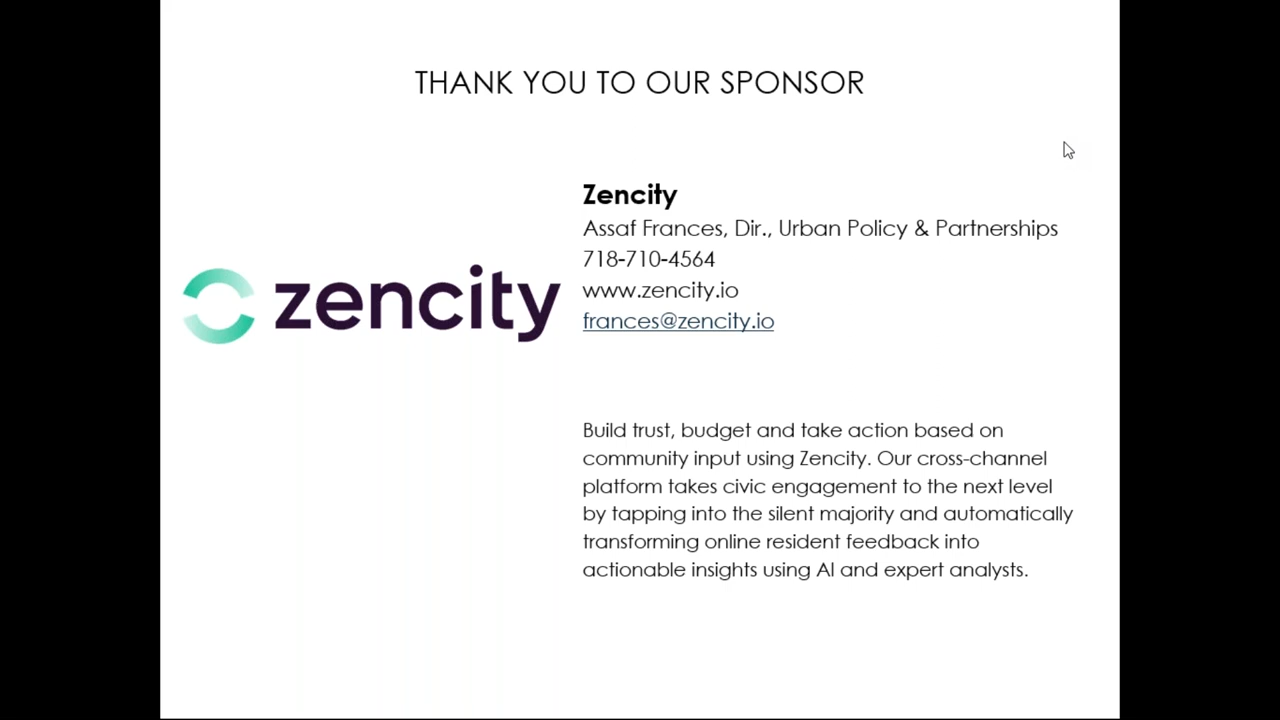 THANK YOU TO OUR SPONSOR
zencity
Zencity
Assaf Frances, Dir., Urban Policy & Partnerships
718-710-4564
www.zencity.io
frances@zencity.io
Build trust, budget and take action based on
community input using Zencity. Our cross-channel
platform takes civic engagement to the next level
by tapping into the silent majority and automatically
transforming online resident feedback into
actionable insights using AI and expert analysts.